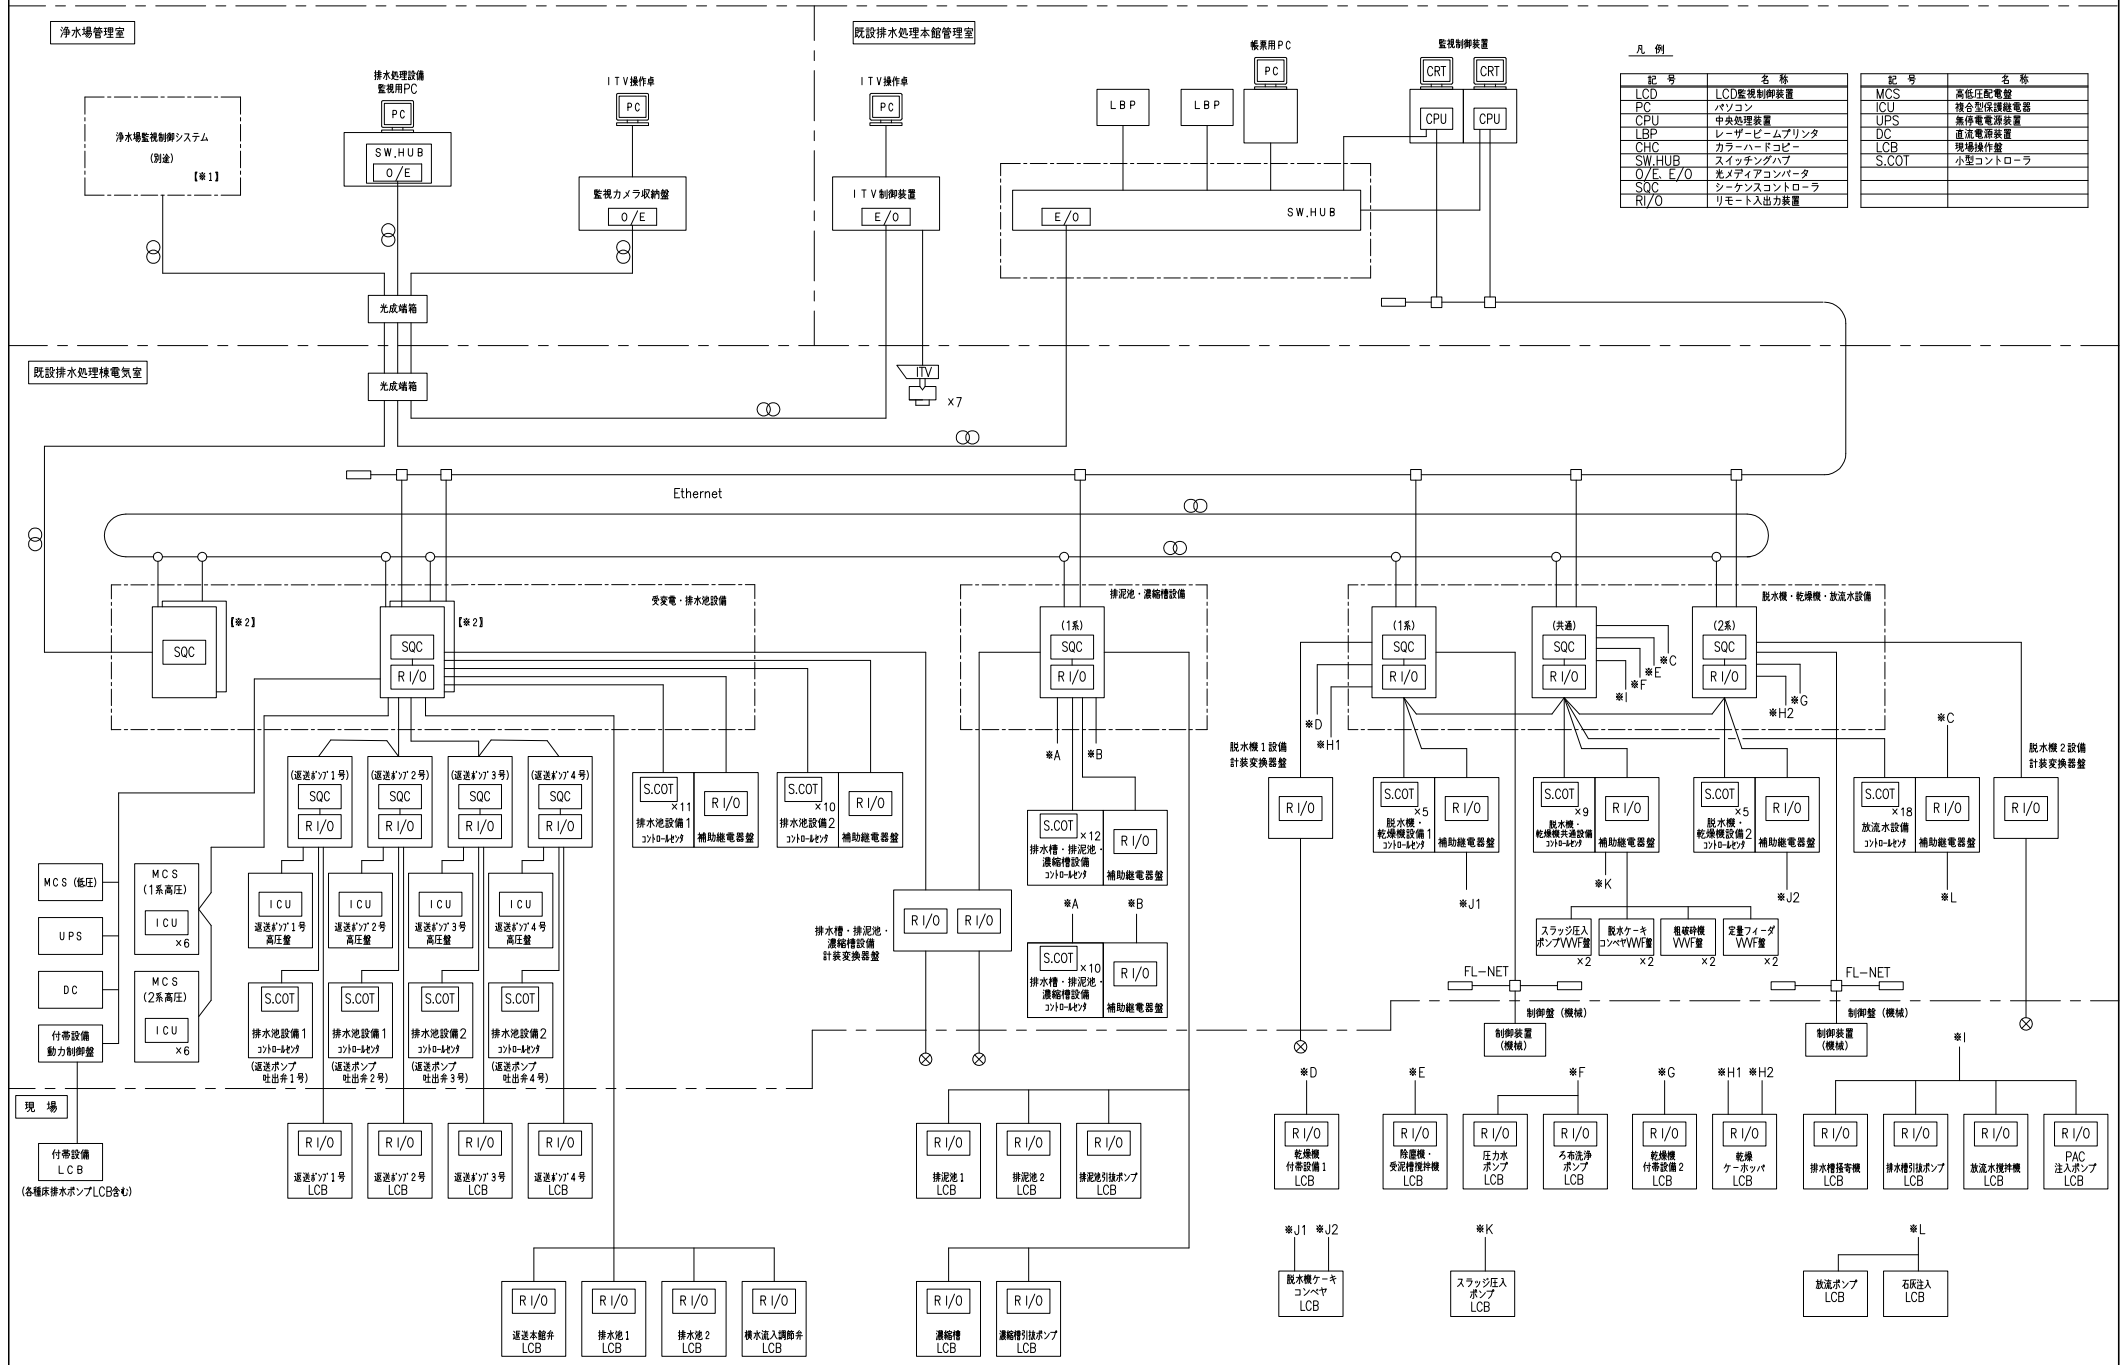 浄水場管理室
既設排水処理本館管理室
排水処理設備
監視用PC
PC
SW.HUB
O/E
浄水場監視制御システム
(別途)
【※1】
ITV操作卓
PC
監視カメラ収納盤
O/E
ITV操作卓
PC
ITV制御装置
E/O
LBP
LBP
帳票用PC
PC
監視制御装置
CRT
CRT
CPU
CPU
E/O
SW.HUB
凡 例
記 号 名 称
LCD LCD監視制御装置
PC パソコン
CPU 中央処理装置
LBP レーザービームプリンタ
CHC カラーハードコピー
SW.HUB スイッチングハブ
O/E、E/O 光メディアコンバータ
SQC シーケンスコントローラ
RI/O リモート入出力装置
記 号 名 称
MCS 高低圧配電盤
ICU 複合型保護継電器
UPS 無停電電源装置
DC 直流電源装置
LCB 現場操作盤
S.COT 小型コントローラ
光成端箱
既設排水処理棟電気室
光成端箱
ITV
×7
Ethernet
受変電・排水池設備
SQC
【※2】
SQC
RI/O
【※2】
排泥池・濃縮槽設備
(1系)
SQC
RI/O
脱水機・乾燥機・放流水設備
(1系)
SQC
RI/O
(共通)
SQC
RI/O
(2系)
SQC
RI/O
※C
※E
※F
※I
※G
※H2
※D
※H1
※A
※B
※C
(返送ポンプ1号)
SQC
RI/O
(返送ポンプ2号)
SQC
RI/O
(返送ポンプ3号)
SQC
RI/O
(返送ポンプ4号)
SQC
RI/O
S.COT
×11
排水池設備1
コントロールセンタ
RI/O
補助継電器盤
S.COT
×10
排水池設備2
コントロールセンタ
RI/O
補助継電器盤
S.COT
×12
排水槽・排泥池・
濃縮槽設備
コントロールセンタ
RI/O
補助継電器盤
※A
※B
S.COT
×10
排水槽・排泥池・
濃縮槽設備
コントロールセンタ
RI/O
補助継電器盤
脱水機1設備
計装変換器盤
RI/O
S.COT
×5
脱水機・
乾燥機設備1
コントロールセンタ
RI/O
補助継電器盤
※J1
S.COT
×9
脱水機・
乾燥機共通設備
コントロールセンタ
RI/O
補助継電器盤
※K
S.COT
×5
脱水機・
乾燥機設備2
コントロールセンタ
RI/O
補助継電器盤
※J2
S.COT
×18
放流水設備
コントロールセンタ
RI/O
補助継電器盤
※L
脱水機2設備
計装変換器盤
RI/O
MCS (低圧)
UPS
DC
付帯設備
動力制御盤
MCS
(1系高圧)
ICU
×6
MCS
(2系高圧)
ICU
×6
ICU
返送ポンプ1号
高圧盤
ICU
返送ポンプ2号
高圧盤
ICU
返送ポンプ3号
高圧盤
ICU
返送ポンプ4号
高圧盤
S.COT
排水池設備1
コントロールセンタ
(返送ポンプ
吐出弁1号)
S.COT
排水池設備1
コントロールセンタ
(返送ポンプ
吐出弁2号)
S.COT
排水池設備2
コントロールセンタ
(返送ポンプ
吐出弁3号)
S.COT
排水池設備2
コントロールセンタ
(返送ポンプ
吐出弁4号)
排水槽・排泥池・
濃縮槽設備
計装変換器盤
RI/O
RI/O
スラッジ圧入
ポンプVVVF盤
×2
脱水ケーキ
コンベヤVVVF盤
×2
粗破砕機
VVVF盤
×2
定量フィーダ
VVVF盤
×2
FL-NET
FL-NET
制御盤 (機械)
制御装置
(機械)
制御盤 (機械)
制御装置
(機械)
現 場
付帯設備
LCB
(各種床排水ポンプLCB含む)
RI/O
返送ポンプ1号
LCB
RI/O
返送ポンプ2号
LCB
RI/O
返送ポンプ3号
LCB
RI/O
返送ポンプ4号
LCB
RI/O
排泥池1
LCB
RI/O
排泥池2
LCB
RI/O
排泥池引抜ポンプ
LCB
※D
RI/O
乾燥機
付帯設備1
LCB
※E
RI/O
除塵機・
受泥槽攪拌機
LCB
※F
RI/O
圧力水
ポンプ
LCB
RI/O
ろ布洗浄
ポンプ
LCB
※G
RI/O
乾燥機
付帯設備2
LCB
※H1 ※H2
RI/O
乾燥
ケーホッパ
LCB
※I
RI/O
排水槽掻寄機
LCB
RI/O
排水槽引抜ポンプ
LCB
RI/O
放流水攪拌機
LCB
RI/O
PAC
注入ポンプ
LCB
RI/O
返送本館弁
LCB
RI/O
排水池1
LCB
RI/O
排水池2
LCB
RI/O
横水流入調節弁
LCB
RI/O
濃縮槽
LCB
RI/O
濃縮槽引抜ポンプ
LCB
※J1 ※J2
脱水機ケーキ
コンベヤ
LCB
※K
スラッジ圧入
ポンプ
LCB
※L
放流ポンプ
LCB
石灰注入
LCB